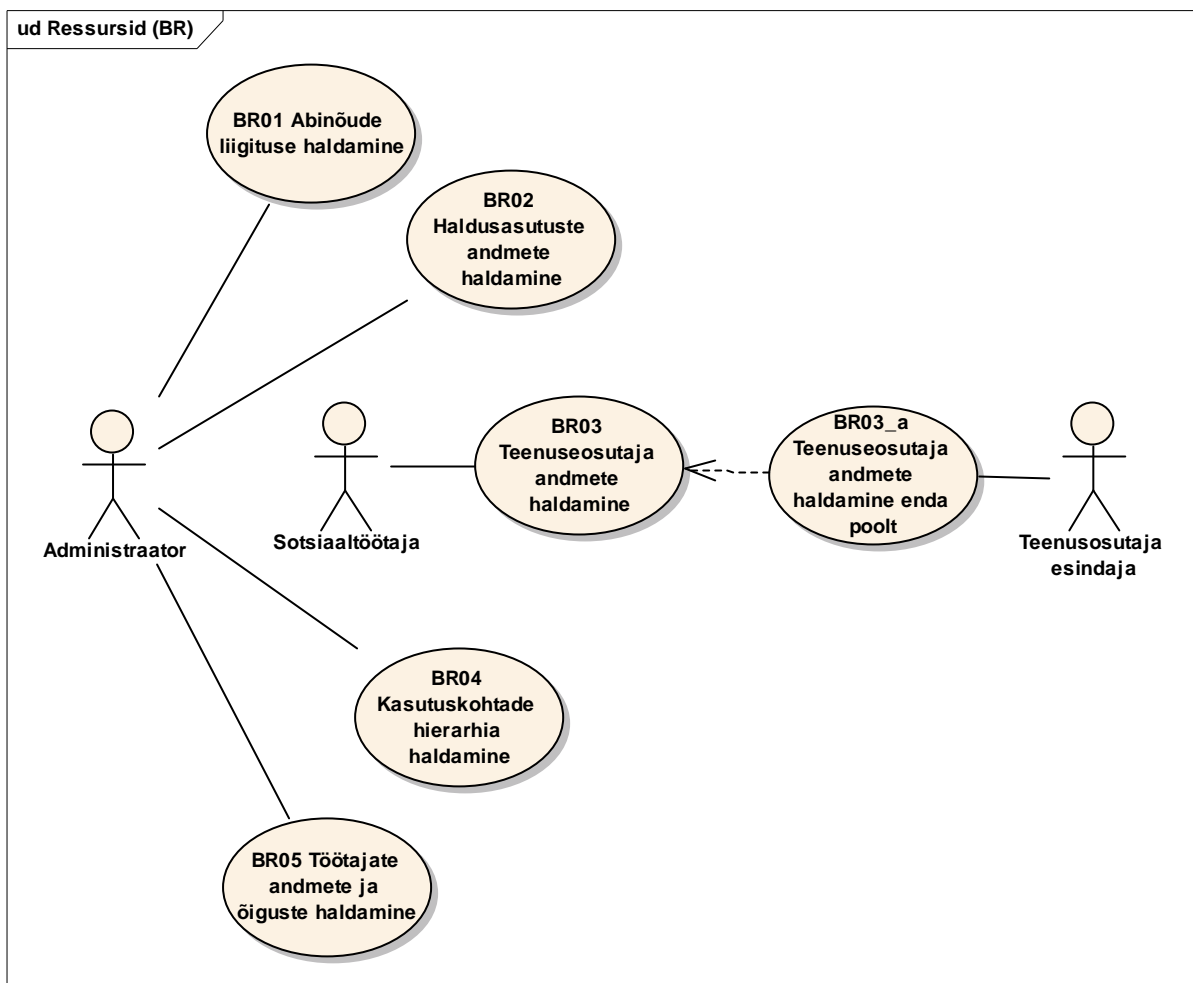 ud Ressursid (BR)
BR01 Abinõude
liigituse haldamine
BR02
Haldusasutuste
andmete
haldamine
BR03
Teenuseosutaja
andmete
haldamine
BR03_a
Teenuseosutaja
andmete
haldamine enda
poolt
Administraator
Sotsiaaltöötaja
Teenusosutaja
esindaja
BR04
Kasutuskohtade
hierarhia
haldamine
BR05 Töötajate
andmete ja
õiguste haldamine